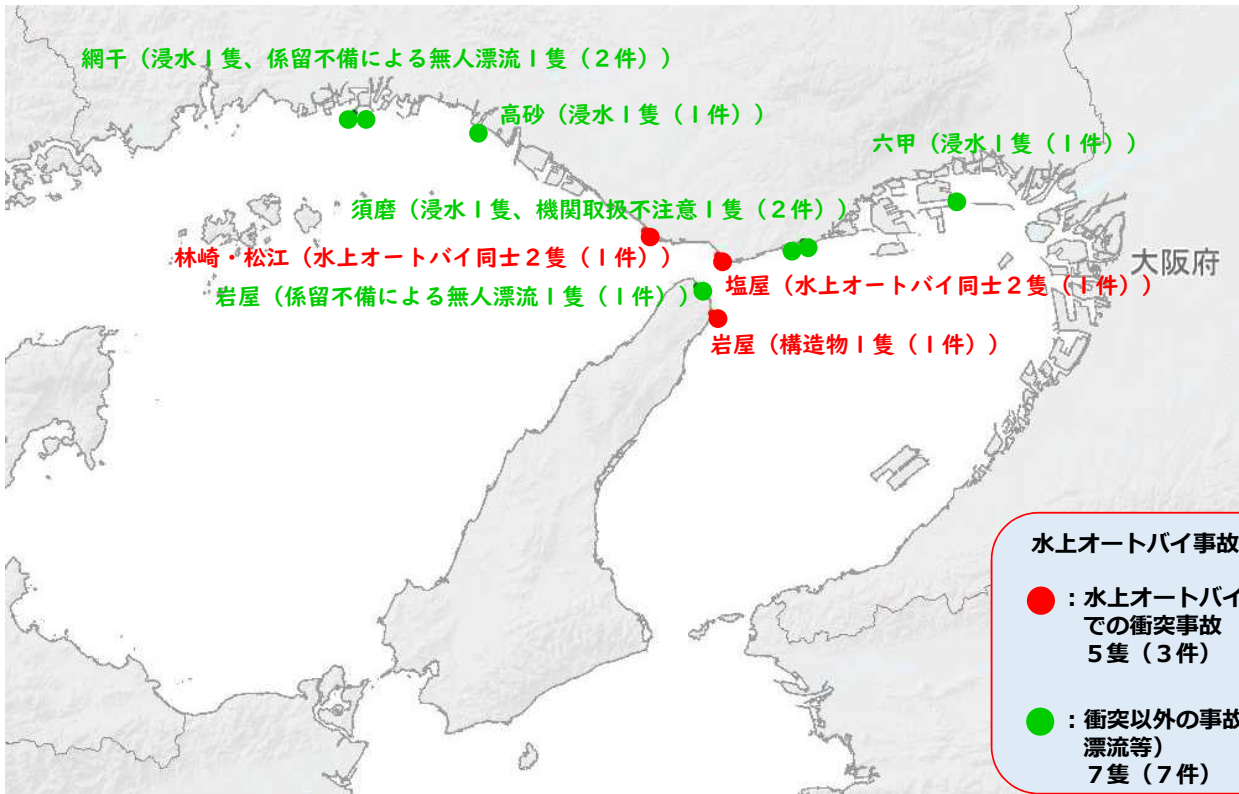 網干（浸水１隻、係留不備による無人漂流１隻（２件））
高砂（浸水１隻（１件））
六甲（浸水１隻（１件））
須磨（浸水１隻、機関取扱不注意１隻（２件））
林崎・松江（水上オートバイ同士２隻（１件））
大阪府
岩屋（係留不備による無人漂流１隻（１件））
塩屋（水上オートバイ同士２隻（１件））
岩屋（構造物１隻（１件））
水上オートバイ事故
：水上オートバイ
での衝突事故
５隻（３件）
：衝突以外の事故
漂流等）
７隻（７件）